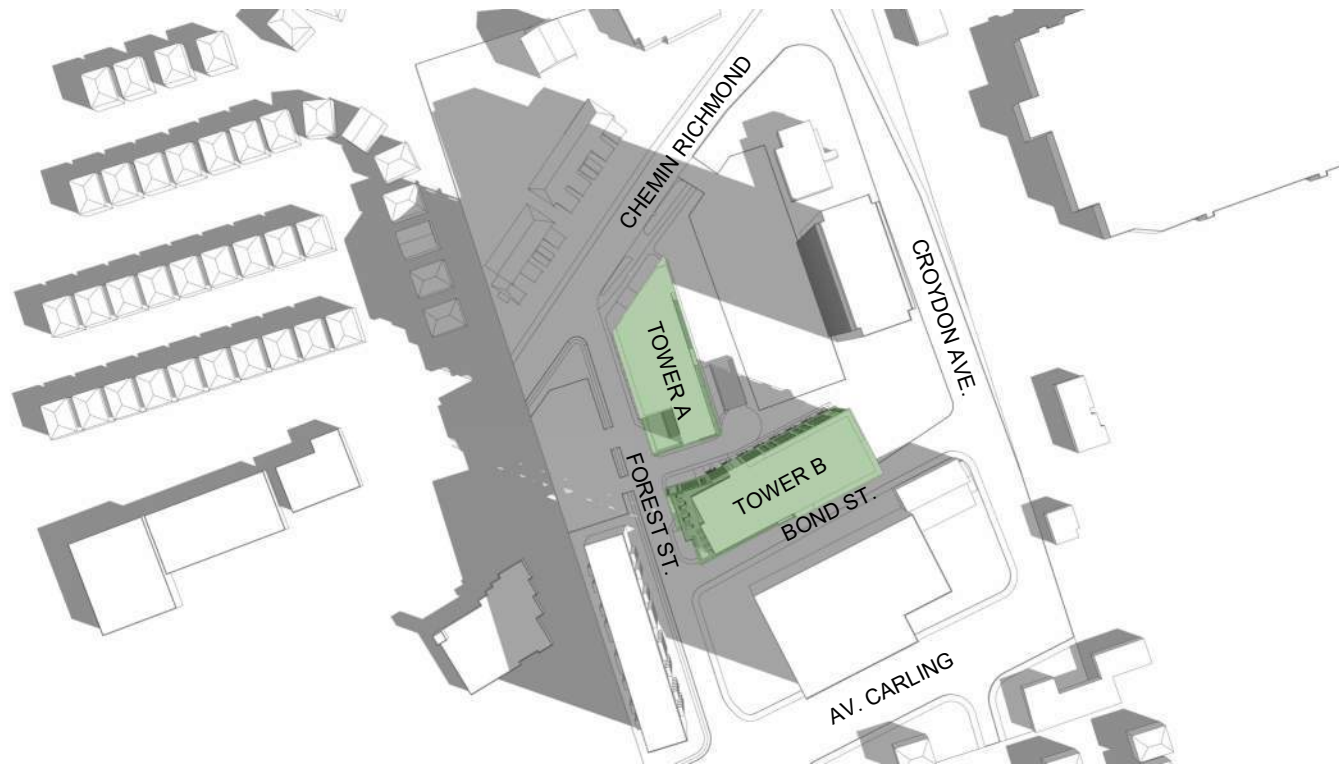 CHEMIN RICHMOND
CROYDON AVE.
TOWER A
TOWER B
FOREST ST.
BOND ST.
AV. CARLING